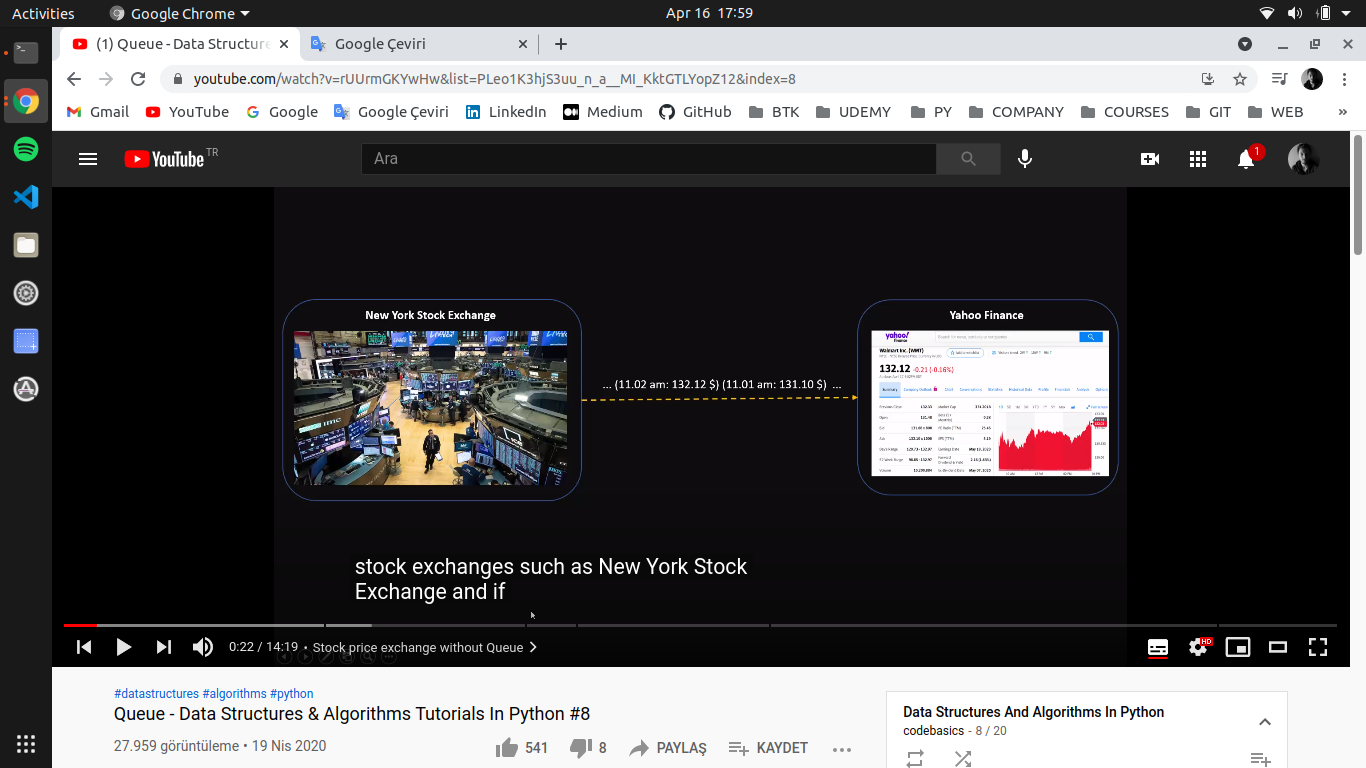 Activities
Google Chrome
Apr 16 17:59
(1) Queue - Data Structure
Google Çeviri
youtube.com/watch?v=rUUrmGKYwHw&list=PLeo1K3hjS3uu_n_a__MI_KktGTLYopZ12&index=8
Gmail
YouTube
Google
Google Çeviri
LinkedIn
Medium
GitHub
BTK
UDEMY
PY
COMPANY
COURSES
GIT
WEB
»
YouTube TR
Ara
1
New York Stock Exchange
Yahoo Finance
yahoo!
finance
Walmart Inc. (WMT)
132.12 -0.21 (-0.16%)
Summary
... (11.02 am: 132.12 $) (11.01 am: 131.10 $) ...
stock exchanges such as New York Stock
Exchange and if
0:22 / 14:19 • Stock price exchange without Queue
HD
#datastructures #algorithms #python
Queue - Data Structures & Algorithms Tutorials In Python #8
27.959 görüntüleme • 19 Nis 2020
541
8
PAYLAŞ
KAYDET
Data Structures And Algorithms In Python
codebasics - 8 / 20